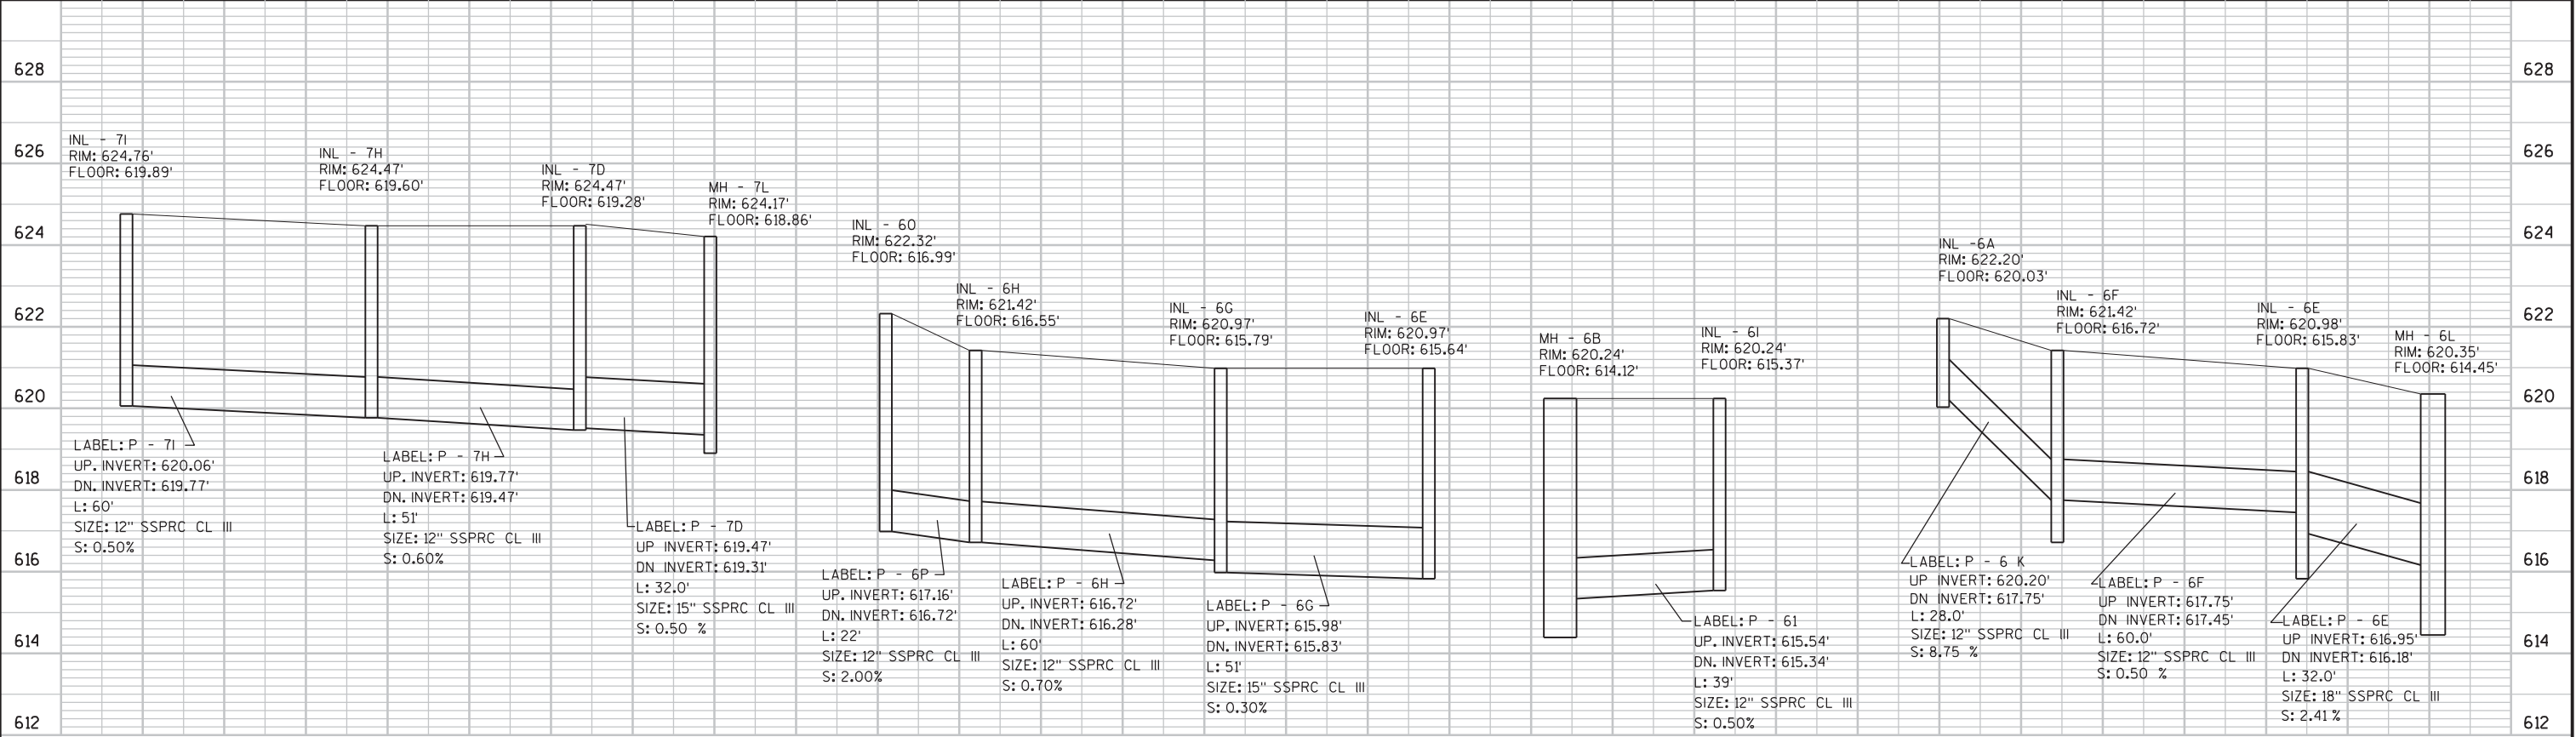 628
626
624
622
620
618
616
614
612
INL - 7I
RIM: 624.76'
FLOOR: 619.89'
INL - 7H
RIM: 624.47'
FLOOR: 619.60'
INL - 7D
RIM: 624.47'
FLOOR: 619.28'
MH - 7L
RIM: 624.17'
FLOOR: 618.86'
LABEL: P - 7I
UP. INVERT: 620.06'
DN. INVERT: 619.77'
L: 60'
SIZE: 12" SSPRC CL III
S: 0.50%
LABEL: P - 7H
UP. INVERT: 619.77'
DN. INVERT: 619.47'
L: 51'
SIZE: 12" SSPRC CL III
S: 0.60%
LABEL: P - 7D
UP INVERT: 619.47'
DN INVERT: 619.31'
L: 32.0'
SIZE: 15" SSPRC CL III
S: 0.50 %
INL - 6O
RIM: 622.32'
FLOOR: 616.99'
INL - 6H
RIM: 621.42'
FLOOR: 616.55'
INL - 6G
RIM: 620.97'
FLOOR: 615.79'
INL - 6E
RIM: 620.97'
FLOOR: 615.64'
LABEL: P - 6P
UP. INVERT: 617.16'
DN. INVERT: 616.72'
L: 22'
SIZE: 12" SSPRC CL III
S: 2.00%
LABEL: P - 6H
UP. INVERT: 616.72'
DN. INVERT: 616.28'
L: 60'
SIZE: 12" SSPRC CL III
S: 0.70%
LABEL: P - 6G
UP. INVERT: 615.98'
DN. INVERT: 615.83'
L: 51'
SIZE: 15" SSPRC CL III
S: 0.30%
MH - 6B
RIM: 620.24'
FLOOR: 614.12'
INL - 6I
RIM: 620.24'
FLOOR: 615.37'
LABEL: P - 61
UP. INVERT: 615.54'
DN. INVERT: 615.34'
L: 39'
SIZE: 12" SSPRC CL III
S: 0.50%
INL -6A
RIM: 622.20'
FLOOR: 620.03'
INL - 6F
RIM: 621.42'
FLOOR: 616.72'
INL - 6E
RIM: 620.98'
FLOOR: 615.83'
MH - 6L
RIM: 620.35'
FLOOR: 614.45'
LABEL: P - 6 K
UP INVERT: 620.20'
DN INVERT: 617.75'
L: 28.0'
SIZE: 12" SSPRC CL III
S: 8.75 %
LABEL: P - 6F
UP INVERT: 617.75'
DN INVERT: 617.45'
L: 60.0'
SIZE: 12" SSPRC CL III
S: 0.50 %
LABEL: P - 6E
UP INVERT: 616.95'
DN INVERT: 616.18'
L: 32.0'
SIZE: 18" SSPRC CL III
S: 2.41 %
628
626
624
622
620
618
616
614
612